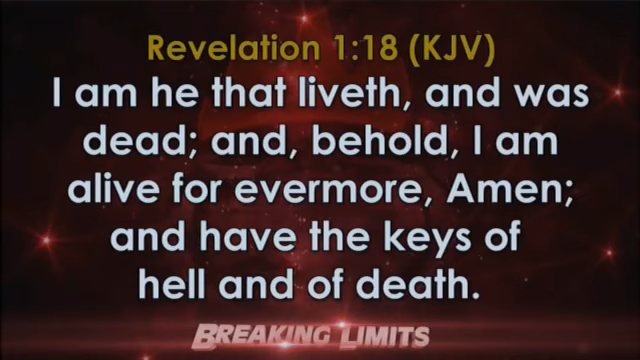 Revelation 1:18 (KJV)
I am he that liveth, and was
dead; and, behold, I am
alive for evermore, Amen;
and have the keys of
hell and of death.
BREAKING LIMITS